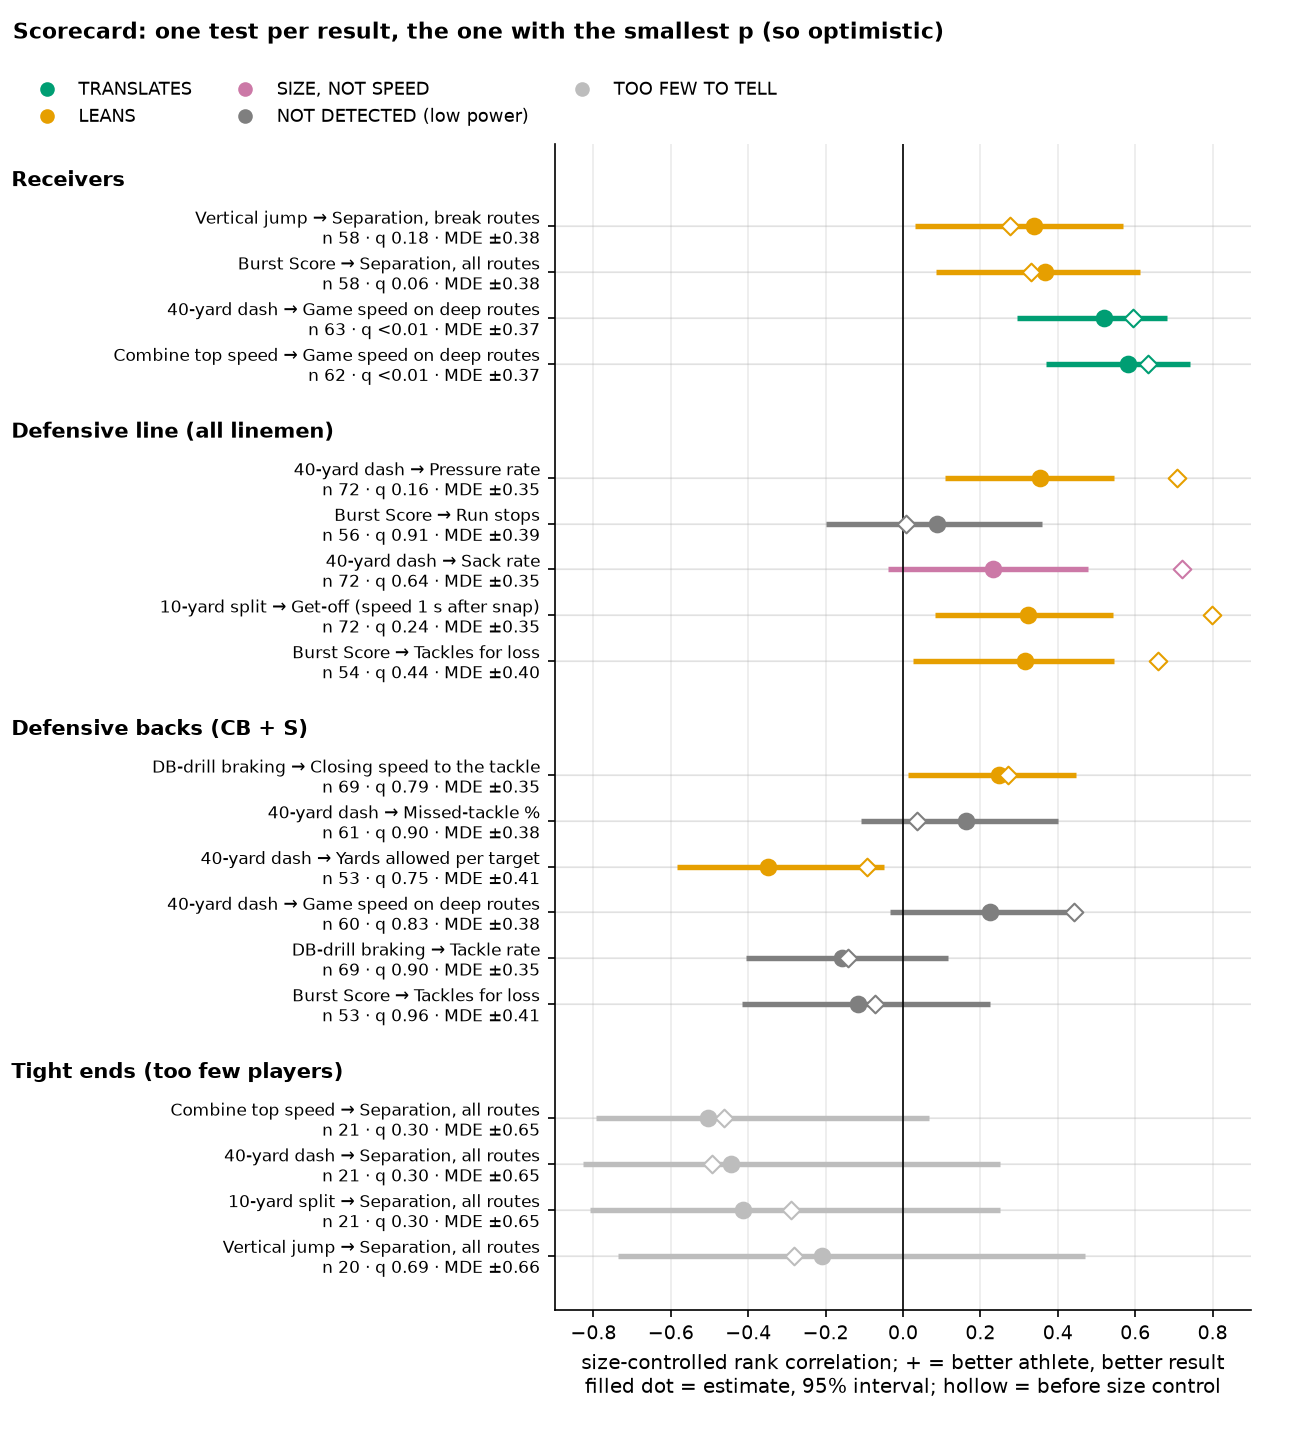 Scorecard: one test per result, the one with the smallest p (so optimistic)
TRANSLATES
SIZE, NOT SPEED
TOO FEW TO TELL
LEANS
NOT DETECTED (low power)
Receivers
Vertical jump → Separation, break routes
n 58 · q 0.18 · MDE ±0.38
Burst Score → Separation, all routes
n 58 · q 0.06 · MDE ±0.38
40-yard dash → Game speed on deep routes
n 63 · q <0.01 · MDE ±0.37
Combine top speed → Game speed on deep routes
n 62 · q <0.01 · MDE ±0.37
Defensive line (all linmen)
40-yard dash → Pressure rate
n 72 · q 0.16 · MDE ±0.35
Burst Score → Run stops
n 56 · q 0.91 · MDE ±0.39
40-yard dash → Sack rate
n 72 · q 0.64 · MDE ±0.35
10-yard split → Get-off (speed 1 s after snap)
n 72 · q 0.24 · MDE ±0.35
Burst Score → Tackles for loss
n 54 · q 0.44 · MDE ±0.40
Defensive backs (CB + S)
DB-drill braking → Closing speed to the tackle
n 69 · q 0.79 · MDE ±0.35
40-yard dash → Missed-tackle %
n 61 · q 0.90 · MDE ±0.38
40-yard dash → Yards allowed per target
n 53 · q 0.75 · MDE ±0.41
40-yard dash → Game speed on deep routes
n 60 · q 0.83 · MDE ±0.38
DB-drill braking → Tackle rate
n 69 · q 0.90 · MDE ±0.35
Burst Score → Tackles for loss
n 53 · q 0.96 · MDE ±0.41
Tight ends (too few players)
Combine top speed → Separation, all routes
n 21 · q 0.30 · MDE ±0.65
40-yard dash → Separation, all routes
n 21 · q 0.30 · MDE ±0.65
10-yard split → Separation, all routes
n 21 · q 0.30 · MDE ±0.65
Vertical jump → Separation, all routes
n 20 · q 0.69 · MDE ±0.66
−0.8 −0.6 −0.4 −0.2 0.0 0.2 0.4 0.6 0.8
size-controlled rank correlation; + = better athlete, better result
filled dot = estimate, 95% interval; hollow = before size control